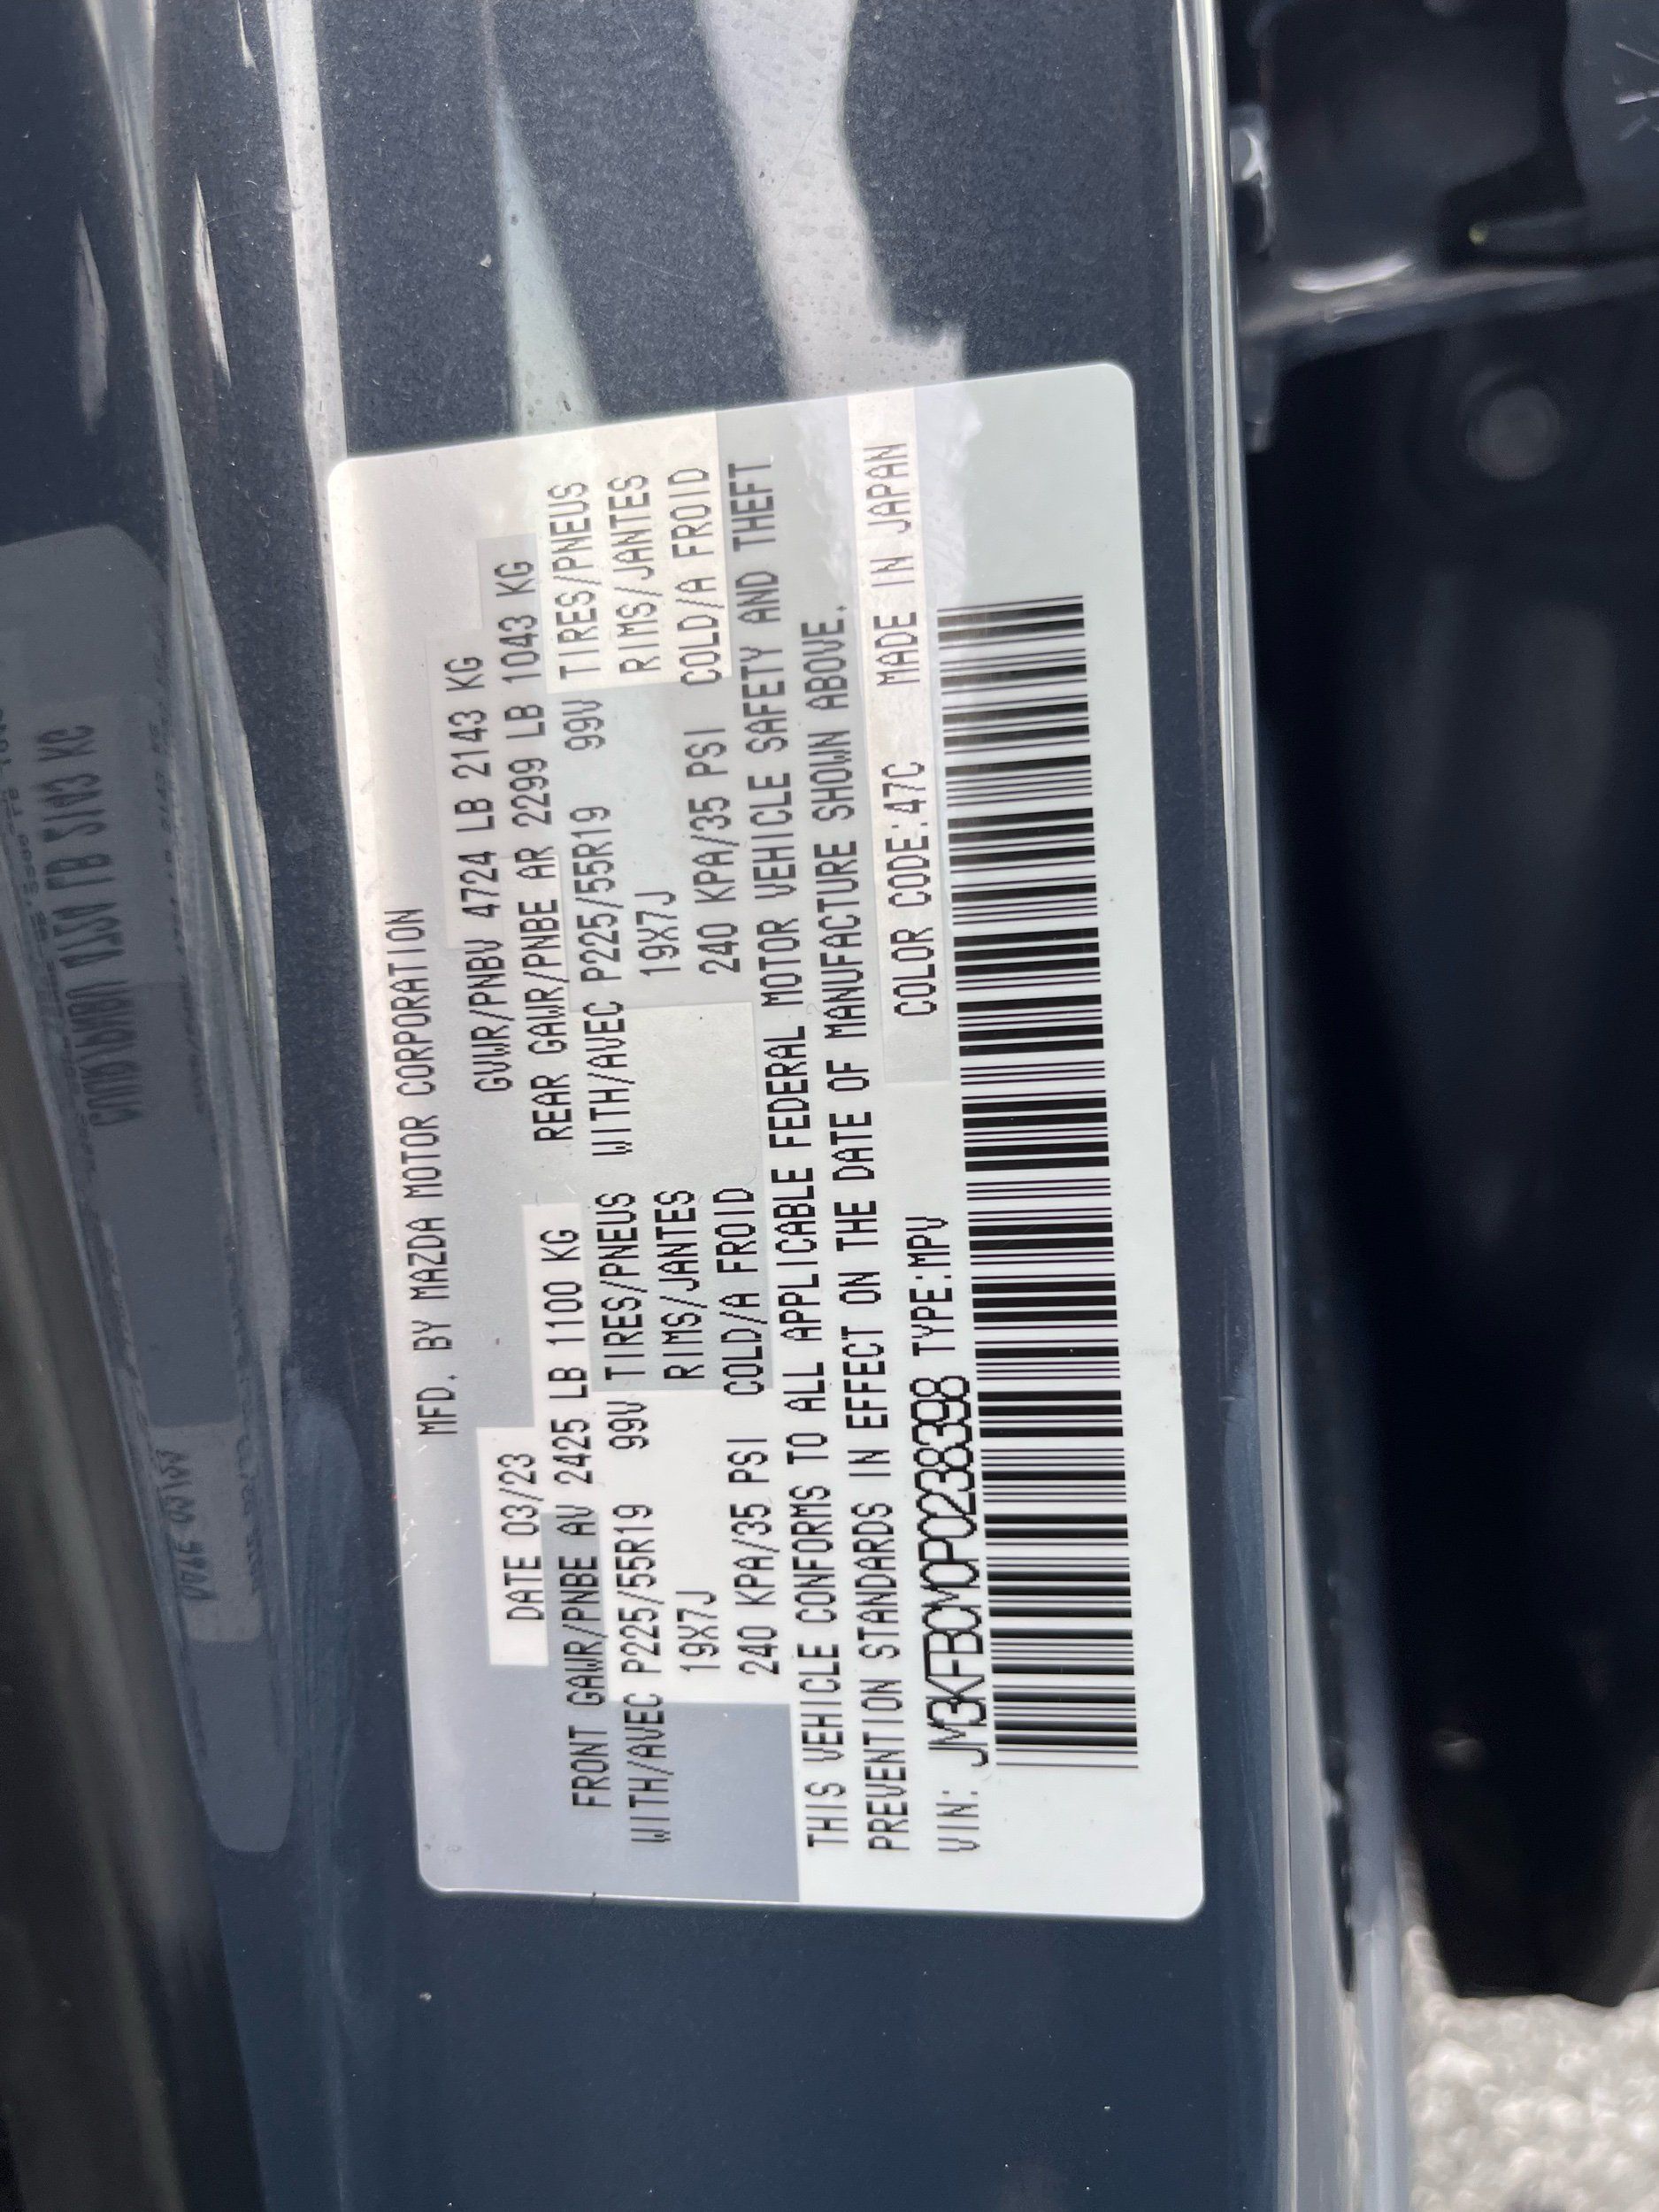 MFD. BY MAZDA MOTOR CORPORATION
DATE 03/23 GVWR/PNBV 4724 LB 2143 KG
FRONT GAWR/PNBE AV 2425 LB 1100 KG REAR GAWR/PNBE AR 2299 LB 1043 KG
WITH/AVEC P225/55R19 99V TIRES/PNEUS WITH/AVEC P225/55R19 99V TIRES/PNEUS
19X7J RIMS/JANTES 19X7J RIMS/JANTES
240 KPA/35 PSI COLD/A FROID 240 KPA/35 PSI COLD/A FROID
THIS VEHICLE CONFORMS TO ALL APPLICABLE FEDERAL MOTOR VEHICLE SAFETY AND THEFT
PREVENTION STANDARDS IN EFFECT ON THE DATE OF MANUFACTURE SHOWN ABOVE.
VIN: JM3KFBCM0P0238398 TYPE:MPV COLOR CODE:47C MADE IN JAPAN